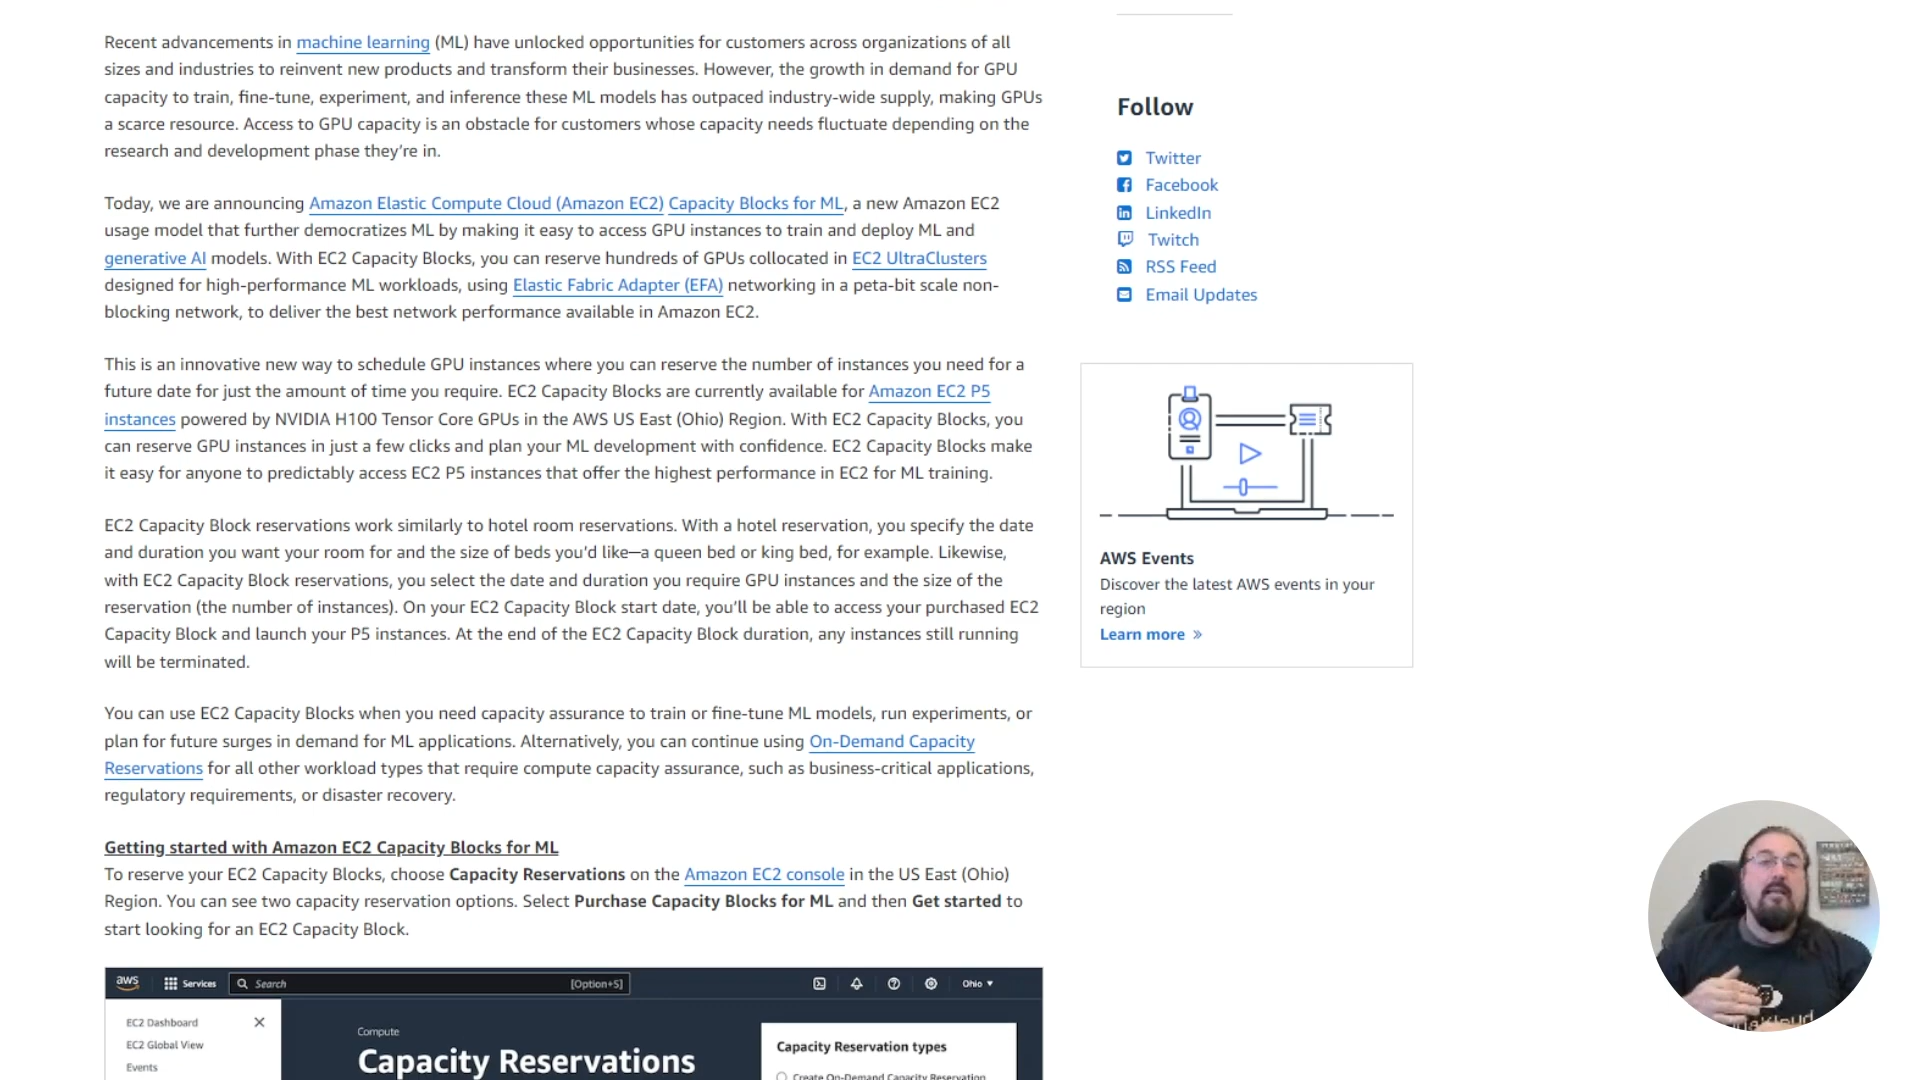 Recent advancements in machine learning (ML) have unlocked opportunities for customers across organizations of all
sizes and industries to reinvent new products and transform their businesses. However, the growth in demand for GPU
capacity to train, fine-tune, experiment, and inference these ML models has outpaced industry-wide supply, making GPUs
a scarce resource. Access to GPU capacity is an obstacle for customers whose capacity needs fluctuate depending on the
research and development phase they’re in.
Today, we are announcing Amazon Elastic Compute Cloud (Amazon EC2) Capacity Blocks for ML, a new Amazon EC2
usage model that further democratizes ML by making it easy to access GPU instances to train and deploy ML and
generative AI models. With EC2 Capacity Blocks, you can reserve hundreds of GPUs collocated in EC2 UltraClusters
designed for high-performance ML workloads, using Elastic Fabric Adapter (EFA) networking in a peta-bit scale non-
blocking network, to deliver the best network performance available in Amazon EC2.
This is an innovative new way to schedule GPU instances where you can reserve the number of instances you need for a
future date for just the amount of time you require. EC2 Capacity Blocks are currently available for Amazon EC2 P5
instances powered by NVIDIA H100 Tensor Core GPUs in the AWS US East (Ohio) Region. With EC2 Capacity Blocks, you
can reserve GPU instances in just a few clicks and plan your ML development with confidence. EC2 Capacity Blocks make
it easy for anyone to predictably access EC2 P5 instances that offer the highest performance in EC2 for ML training.
EC2 Capacity Block reservations work similarly to hotel room reservations. With a hotel reservation, you specify the date
and duration you want your room for and the size of beds you’d like—a queen bed or king bed, for example. Likewise,
with EC2 Capacity Block reservations, you select the date and duration you require GPU instances and the size of the
reservation (the number of instances). On your EC2 Capacity Block start date, you’ll be able to access your purchased EC2
Capacity Block and launch your P5 instances. At the end of the EC2 Capacity Block duration, any instances still running
will be terminated.
You can use EC2 Capacity Blocks when you need capacity assurance to train or fine-tune ML models, run experiments, or
plan for future surges in demand for ML applications. Alternatively, you can continue using On-Demand Capacity
Reservations for all other workload types that require compute capacity assurance, such as business-critical applications,
regulatory requirements, or disaster recovery.
Getting started with Amazon EC2 Capacity Blocks for ML
To reserve your EC2 Capacity Blocks, choose Capacity Reservations on the Amazon EC2 console in the US East (Ohio)
Region. You can see two capacity reservation options. Select Purchase Capacity Blocks for ML and then Get started to
start looking for an EC2 Capacity Block.
aws Services Search [Option+S] Ohio
EC2 Dashboard
EC2 Global View
Events
Compute
Capacity Reservations
Capacity Reservation types
Create On-Demand Capacity Reservation
Follow
Twitter
Facebook
LinkedIn
Twitch
RSS Feed
Email Updates
AWS Events
Discover the latest AWS events in your
region
Learn more »